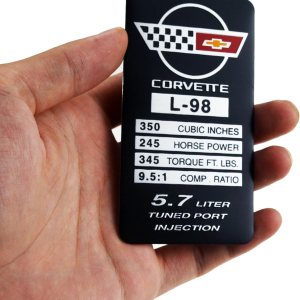 CORVETTE
L-98
350 CUBIC INCHES
245 HORSE POWER
345 TORQUE FT. LBS.
9.5:1 COMP. RATIO
5.7 LITER
TUNED PORT
INJECTION